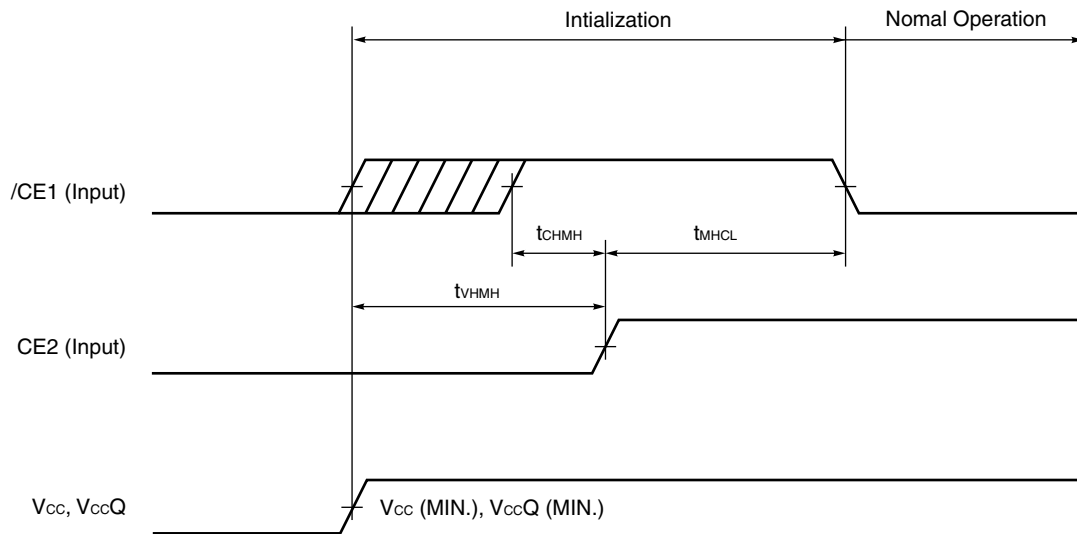 Intialization
Nomal Operation
/CE1 (Input)
tCHMH
tMHCL
tVHMH
CE2 (Input)
VCC, VCCQ
VCC (MIN.), VCCQ (MIN.)